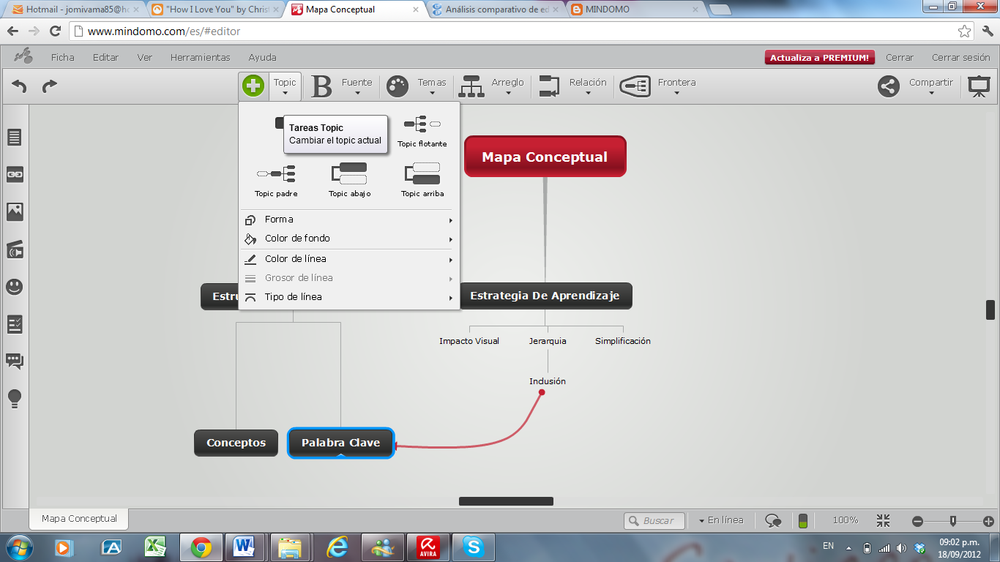 Hotmail - jomivama85@ho
"How I Love You" by Christ
Mapa Conceptual
Análisis comparativo de ed
MINDOMO
www.mindomo.com/es/#editor
Ficha
Editar
Ver
Herramientas
Ayuda
Actualiza a PREMIUM!
Cerrar
Cerrar sesión
Topic
B
Fuente
Temas
Arreglo
Relación
Frontera
Compartir
Tareas Topic
Cambiar el topic actual
Topic flotante
Topic padre
Topic abajo
Topic arriba
Forma
Color de fondo
Color de línea
Grosor de línea
Tipo de línea
Mapa Conceptual
Estru
Estrategia De Aprendizaje
Impacto Visual
Jerarquia
Simplificación
Indusión
Conceptos
Palabra Clave
Mapa Conceptual
Buscar
En línea
100%
AVIRA
EN
09:02 p.m.
18/09/2012